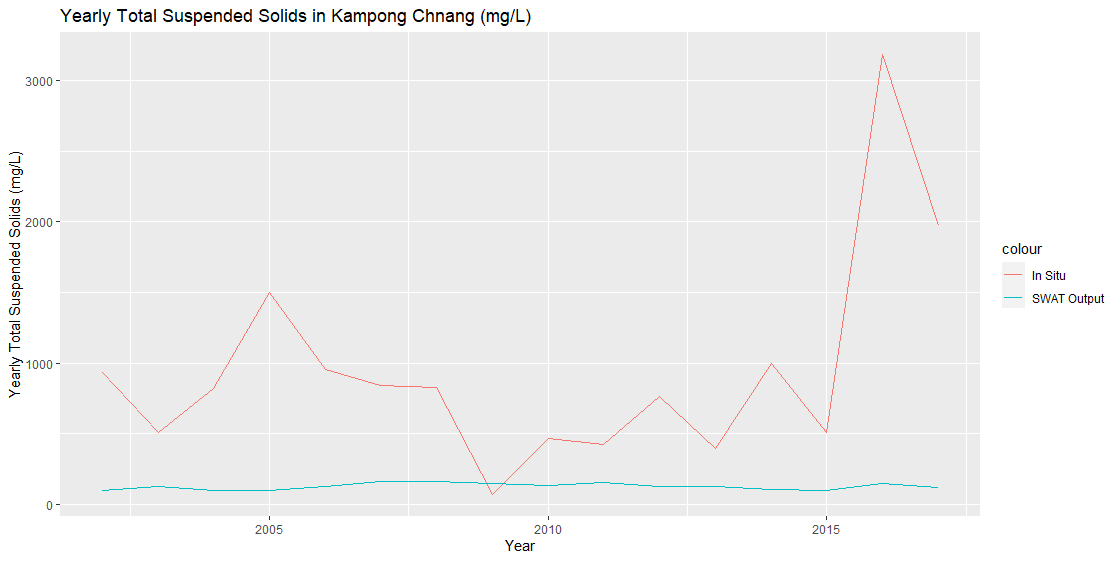 Yearly Total Suspended Solids in Kampong Chnang (mg/L)
Yearly Total Suspended Solids (mg/L)
3000
2000
1000
0
2005
2010
2015
Year
colour
In Situ
SWAT Output